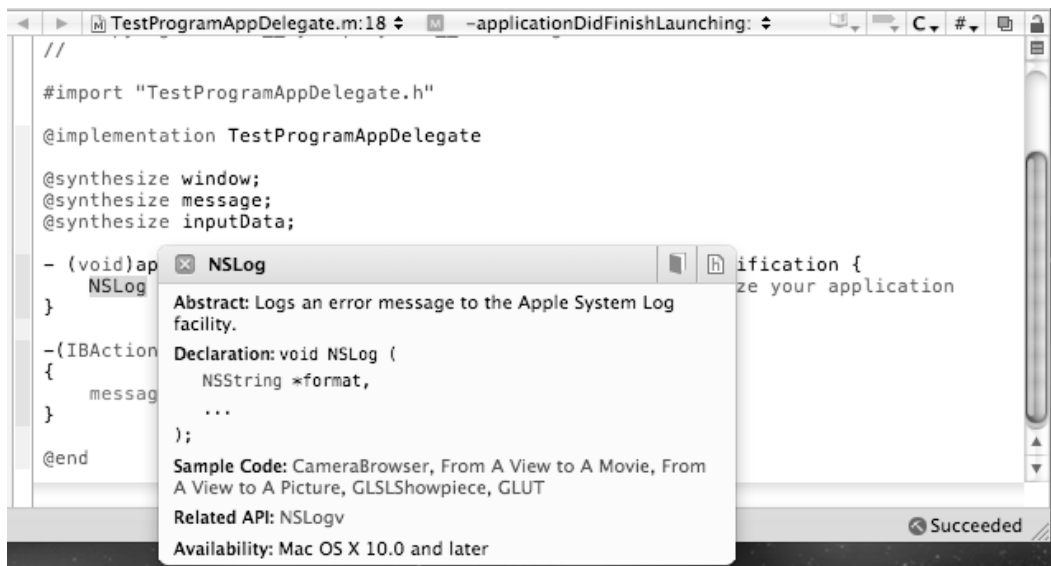 TestProgramAppDelegate.m:18 M -applicationDidFinishLaunching: C #
//
#import "TestProgramAppDelegate.h"
@implementation TestProgramAppDelegate
@synthesize window;
@synthesize message;
@synthesize inputData;
- (void)ap
ification {
NSLog
ze your application
}
-(IBAction
{
messag
}
@end
NSLog h
Abstract: Logs an error message to the Apple System Log
facility.
Declaration: void NSLog (
NSString *format,
...
);
Sample Code: CameraBrowser, From A View to A Movie, From
A View to A Picture, GLSLShowpiece, GLUT
Related API: NSLogv
Availability: Mac OS X 10.0 and later
Succeeded